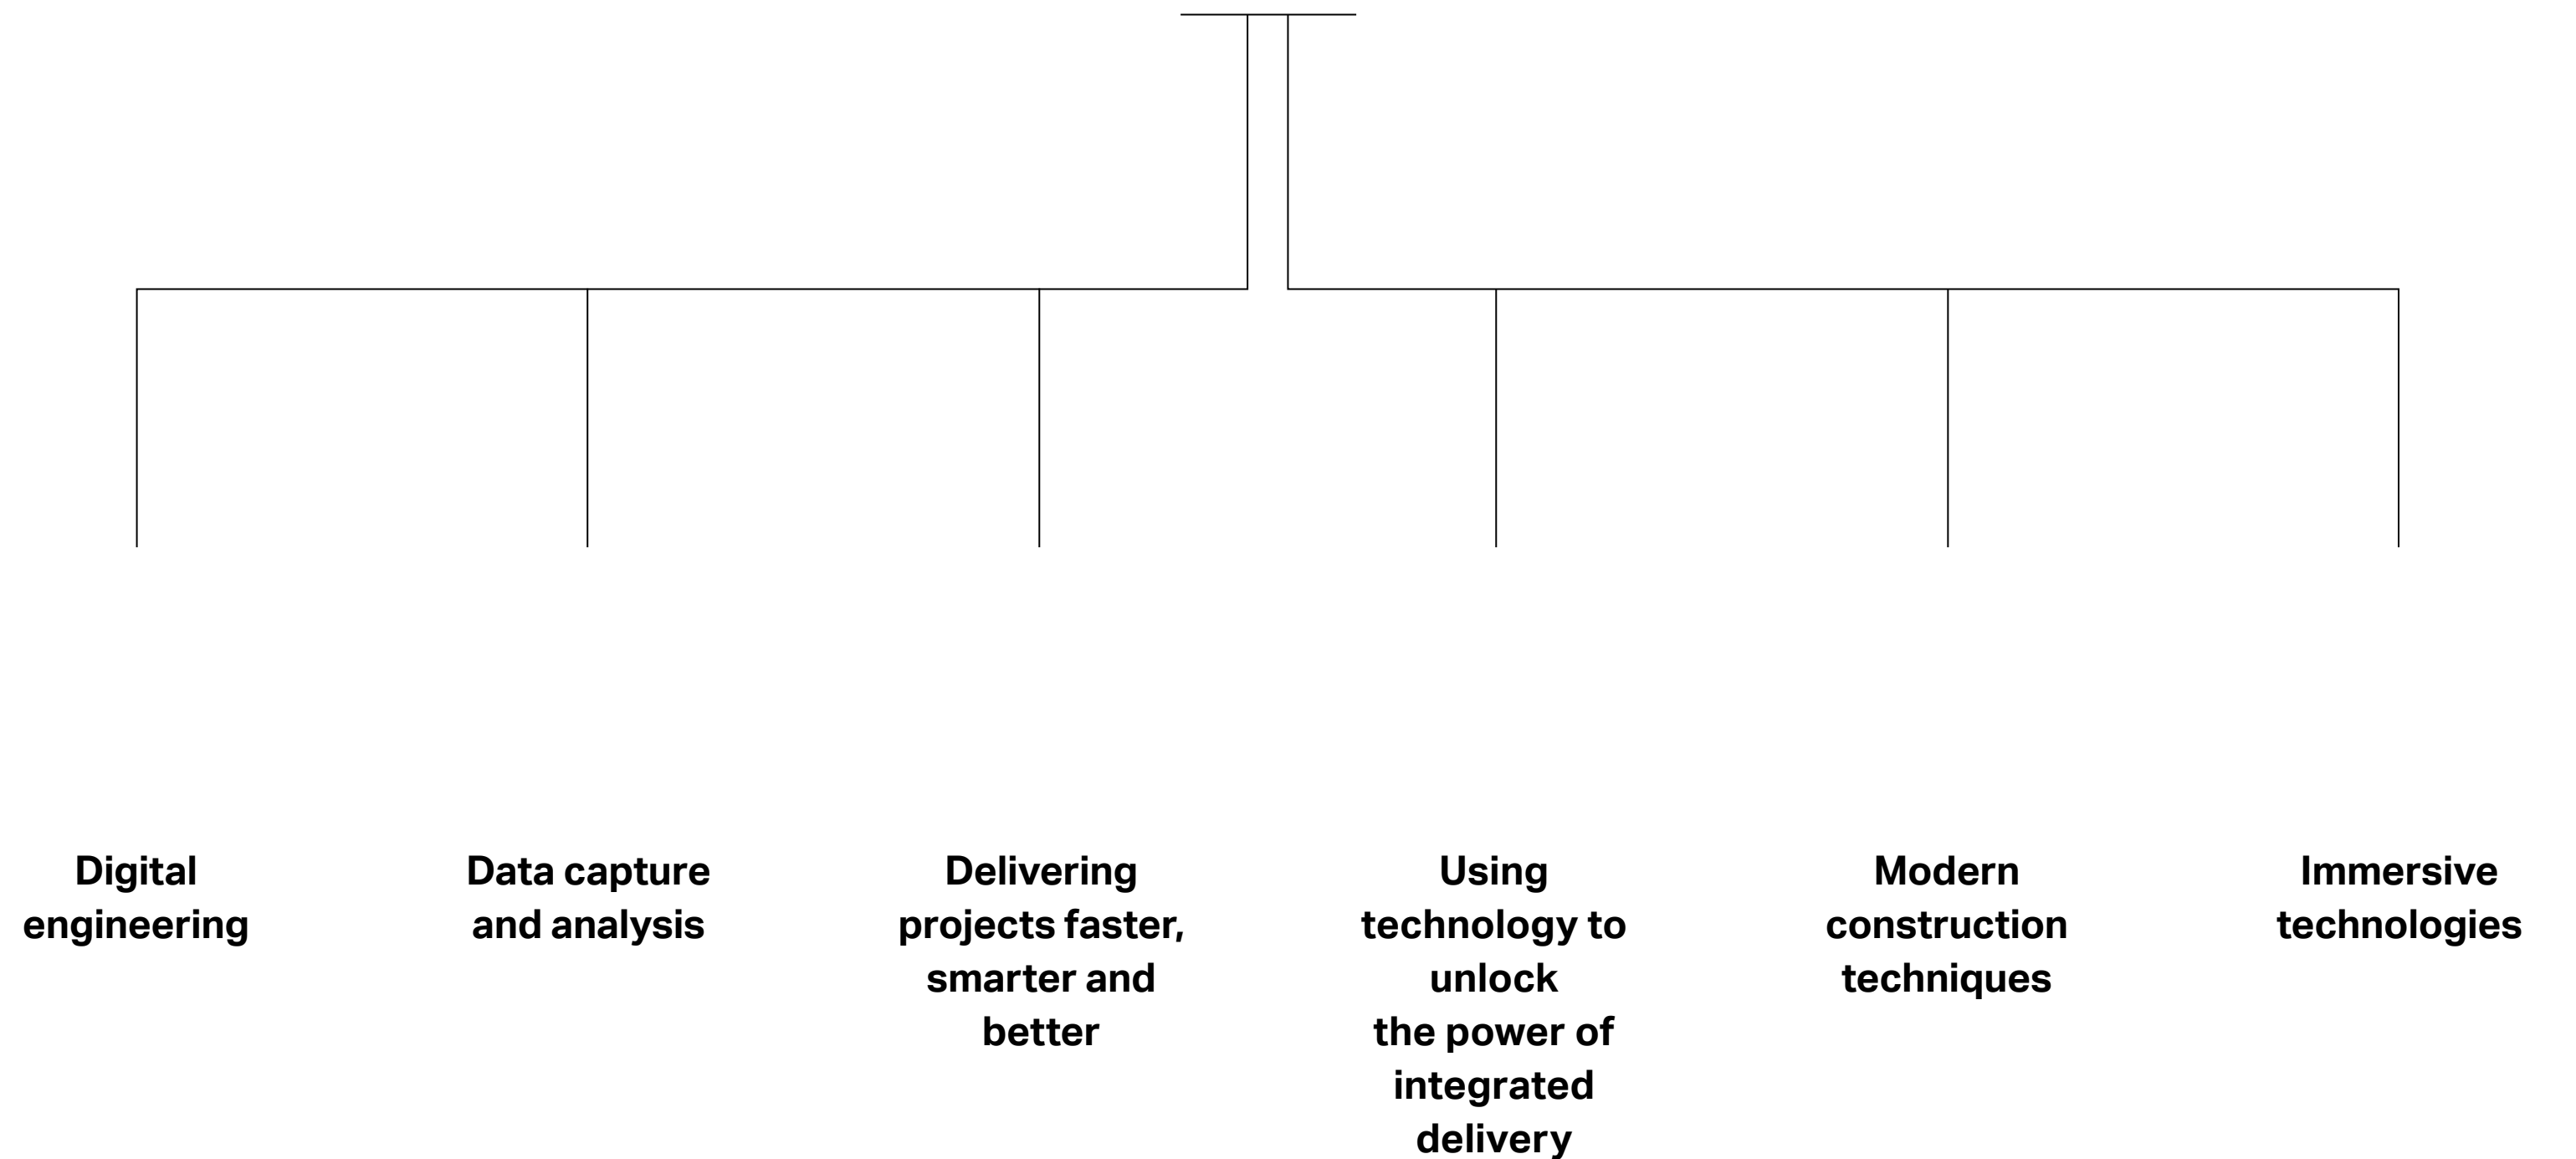 Digital
engineering
Data capture
and analysis
Delivering
projects faster,
smarter and
better
Using
technology to
unlock
the power of
integrated
delivery
Modern
construction
techniques
Immersive
technologies